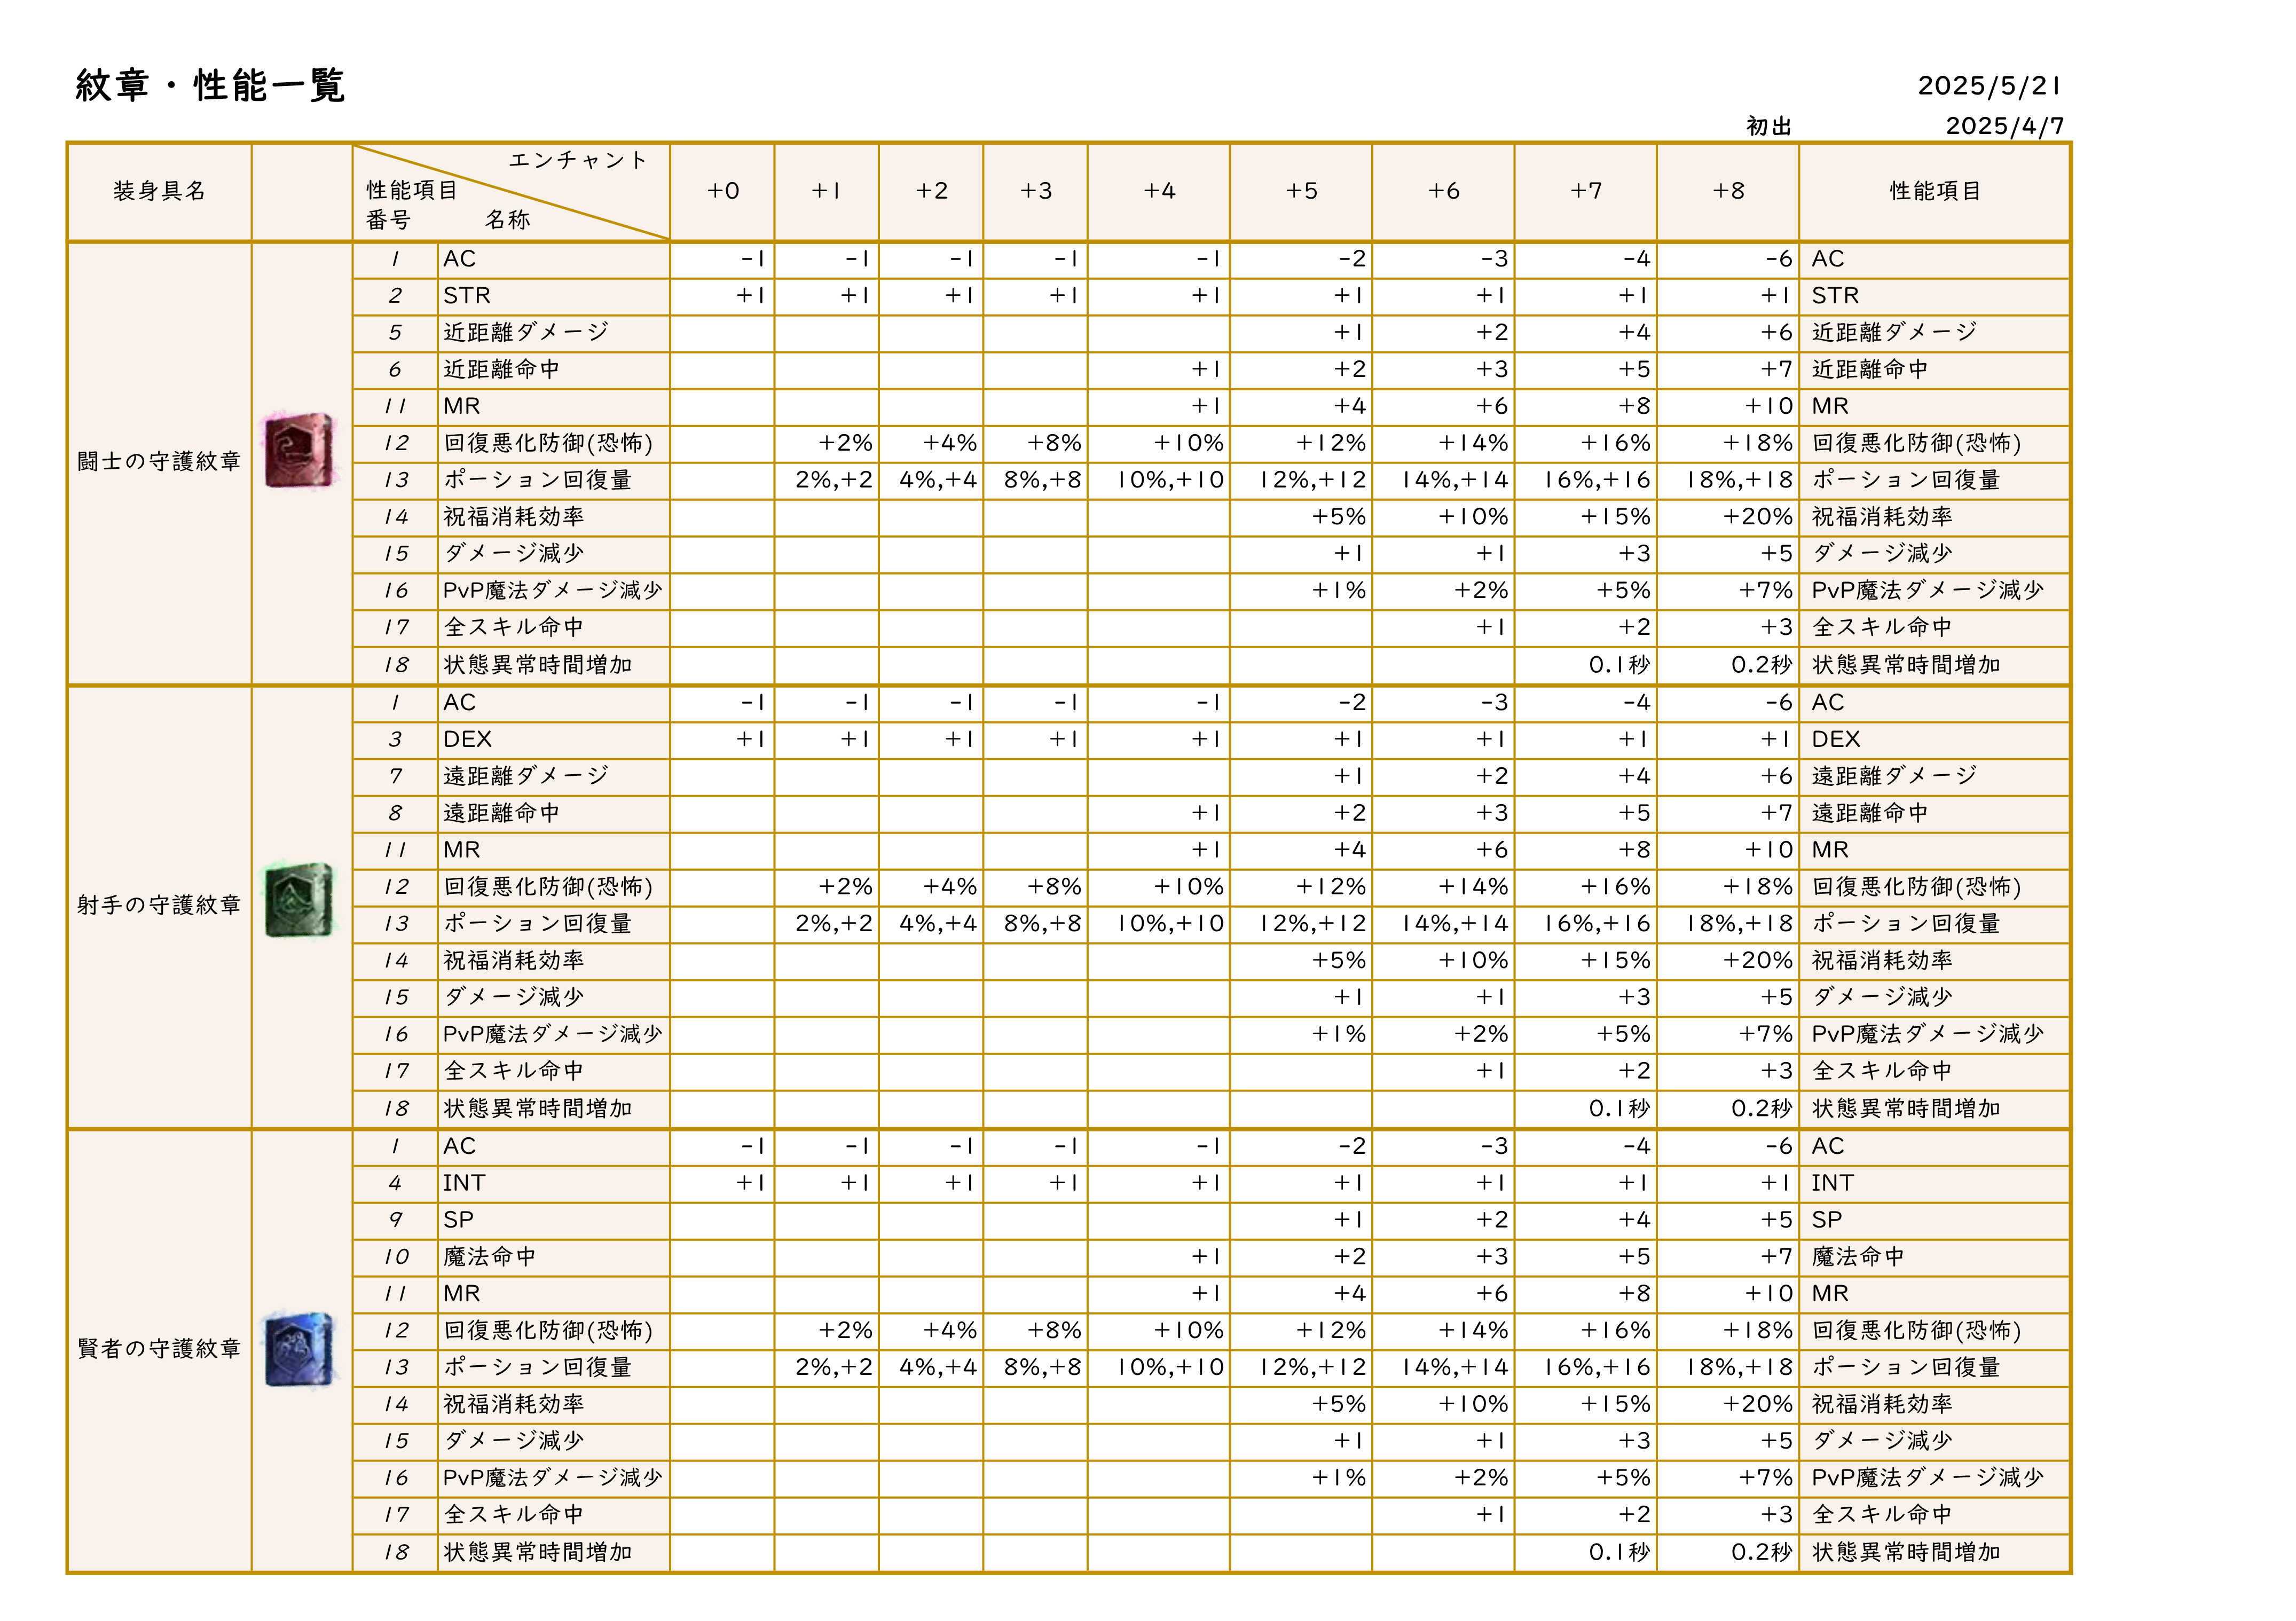 紋章・性能一覧
2025/5/21
初出 2025/4/7
装身具名 エンチャント 性能項目 番号 名称 +0 +1 +2 +3 +4 +5 +6 +7 +8 性能項目
闘士の守護紋章
1 AC -1 -1 -1 -1 -1 -2 -3 -4 -6 AC
2 STR +1 +1 +1 +1 +1 +1 +1 +1 +1 STR
5 近距離ダメージ +1 +2 +4 +6 近距離ダメージ
6 近距離命中 +1 +2 +3 +5 +7 近距離命中
11 MR +1 +4 +6 +8 +10 MR
12 回復悪化防御(恐怖) +2% +4% +8% +10% +12% +14% +16% +18% 回復悪化防御(恐怖)
13 ポーション回復量 2%,+2 4%,+4 8%,+8 10%,+10 12%,+12 14%,+14 16%,+16 18%,+18 ポーション回復量
14 祝福消耗効率 +5% +10% +15% +20% 祝福消耗効率
15 ダメージ減少 +1 +1 +3 +5 ダメージ減少
16 PvP魔法ダメージ減少 +1% +2% +5% +7% PvP魔法ダメージ減少
17 全スキル命中 +1 +2 +3 全スキル命中
18 状態異常時間増加 0.1秒 0.2秒 状態異常時間増加
射手の守護紋章
1 AC -1 -1 -1 -1 -1 -2 -3 -4 -6 AC
3 DEX +1 +1 +1 +1 +1 +1 +1 +1 +1 DEX
7 遠距離ダメージ +1 +2 +4 +6 遠距離ダメージ
8 遠距離命中 +1 +2 +3 +5 +7 遠距離命中
11 MR +1 +4 +6 +8 +10 MR
12 回復悪化防御(恐怖) +2% +4% +8% +10% +12% +14% +16% +18% 回復悪化防御(恐怖)
13 ポーション回復量 2%,+2 4%,+4 8%,+8 10%,+10 12%,+12 14%,+14 16%,+16 18%,+18 ポーション回復量
14 祝福消耗効率 +5% +10% +15% +20% 祝福消耗効率
15 ダメージ減少 +1 +1 +3 +5 ダメージ減少
16 PvP魔法ダメージ減少 +1% +2% +5% +7% PvP魔法ダメージ減少
17 全スキル命中 +1 +2 +3 全スキル命中
18 状態異常時間増加 0.1秒 0.2秒 状態異常時間増加
賢者の守護紋章
1 AC -1 -1 -1 -1 -1 -2 -3 -4 -6 AC
4 INT +1 +1 +1 +1 +1 +1 +1 +1 +1 INT
9 SP +1 +2 +4 +5 SP
10 魔法命中 +1 +2 +3 +5 +7 魔法命中
11 MR +1 +4 +6 +8 +10 MR
12 回復悪化防御(恐怖) +2% +4% +8% +10% +12% +14% +16% +18% 回復悪化防御(恐怖)
13 ポーション回復量 2%,+2 4%,+4 8%,+8 10%,+10 12%,+12 14%,+14 16%,+16 18%,+18 ポーション回復量
14 祝福消耗効率 +5% +10% +15% +20% 祝福消耗効率
15 ダメージ減少 +1 +1 +3 +5 ダメージ減少
16 PvP魔法ダメージ減少 +1% +2% +5% +7% PvP魔法ダメージ減少
17 全スキル命中 +1 +2 +3 全スキル命中
18 状態異常時間増加 0.1秒 0.2秒 状態異常時間増加